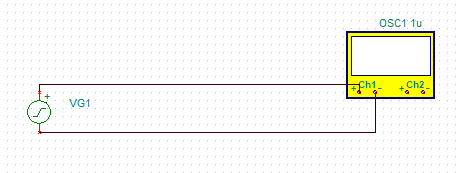 OSC1 1u
+ Ch1 - + Ch2 -
+
VG1